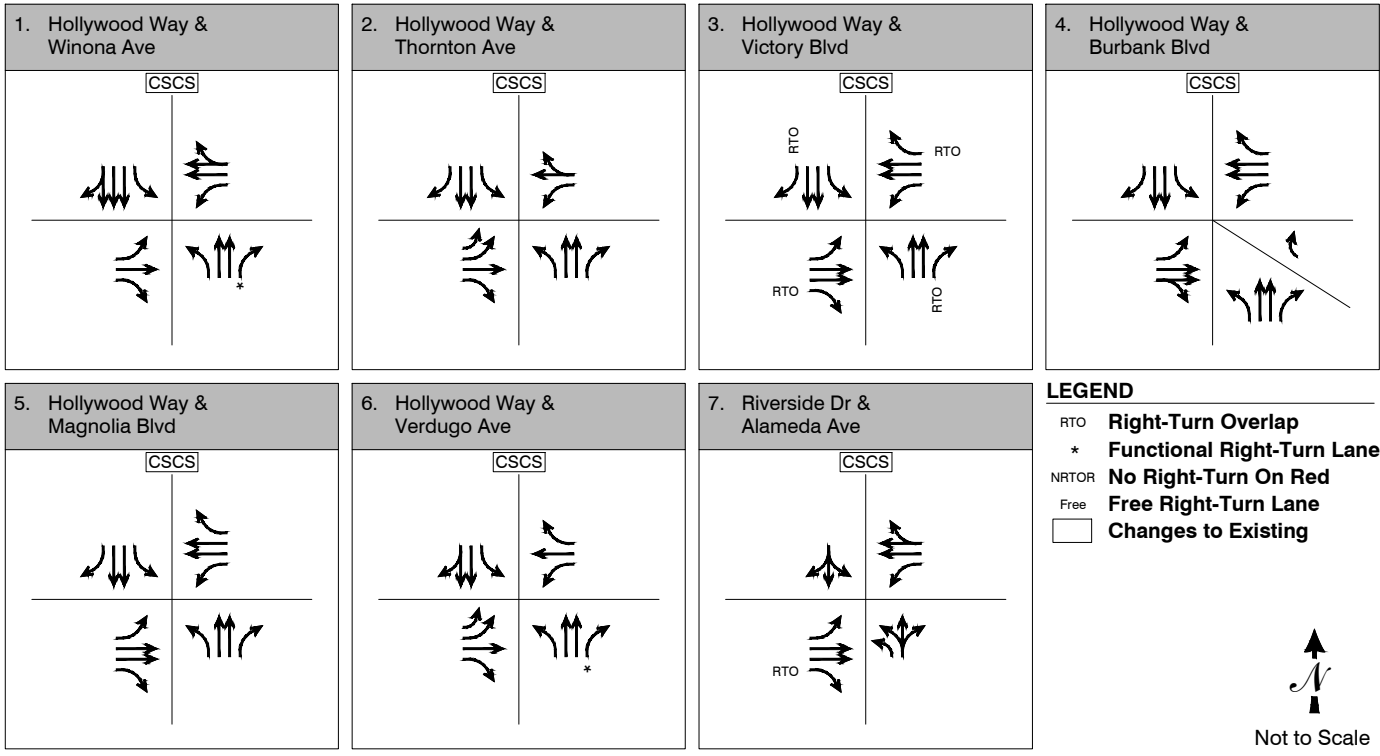 1. Hollywood Way &
Winona Ave
CSCS
*
2. Hollywood Way &
Thornton Ave
CSCS
3. Hollywood Way &
Victory Blvd
CSCS
RTO
RTO
RTO
RTO
4. Hollywood Way &
Burbank Blvd
CSCS
5. Hollywood Way &
Magnolia Blvd
CSCS
6. Hollywood Way &
Verdugo Ave
CSCS
*
7. Riverside Dr &
Alameda Ave
CSCS
RTO
LEGEND
RTO Right-Turn Overlap
* Functional Right-Turn Lane
NRTOR No Right-Turn On Red
Free Free Right-Turn Lane
Changes to Existing
N
Not to Scale